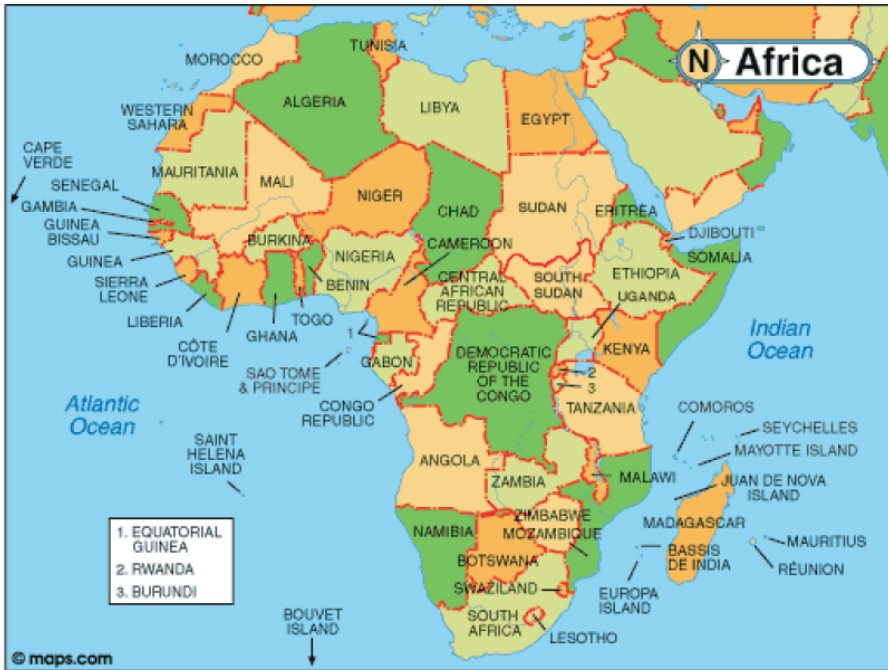 N Africa
TUNISIA
MOROCCO
ALGERIA
LIBYA
EGYPT
WESTERN
SAHARA
CAPE
VERDE
MAURITANIA
MALI
NIGER
CHAD
SUDAN
ERITREA
SENEGAL
GAMBIA
GUINEA
BISSAU
GUINEA
SIERRA
LEONE
LIBERIA
CÔTE
D'IVOIRE
GHANA
TOGO
BENIN
BURKINA
NIGERIA
CAMEROON
CENTRAL
AFRICAN
REPUBLIC
SOUTH
SUDAN
DJIBOUTI
SOMALIA
ETHIOPIA
UGANDA
KENYA
Indian
Ocean
1
GABON
SAO TOME
& PRINCIPE
CONGO
REPUBLIC
DEMOCRATIC
REPUBLIC
OF THE
CONGO
2
3
TANZANIA
Atlantic
Ocean
SAINT
HELENA
ISLAND
COMOROS
SEYCHELLES
MAYOTTE ISLAND
JUAN DE NOVA
ISLAND
ANGOLA
ZAMBIA
MALAWI
MADAGASCAR
ZIMBABWE
MOZAMBIQUE
NAMIBIA
BOTSWANA
BASSIS
DE INDIA
MAURITIUS
RÉUNION
EUROPA
ISLAND
SWAZILAND
SOUTH
AFRICA
LESOTHO
1. EQUATORIAL
GUINEA
2. RWANDA
3. BURUNDI
BOUVET
ISLAND
© maps.com